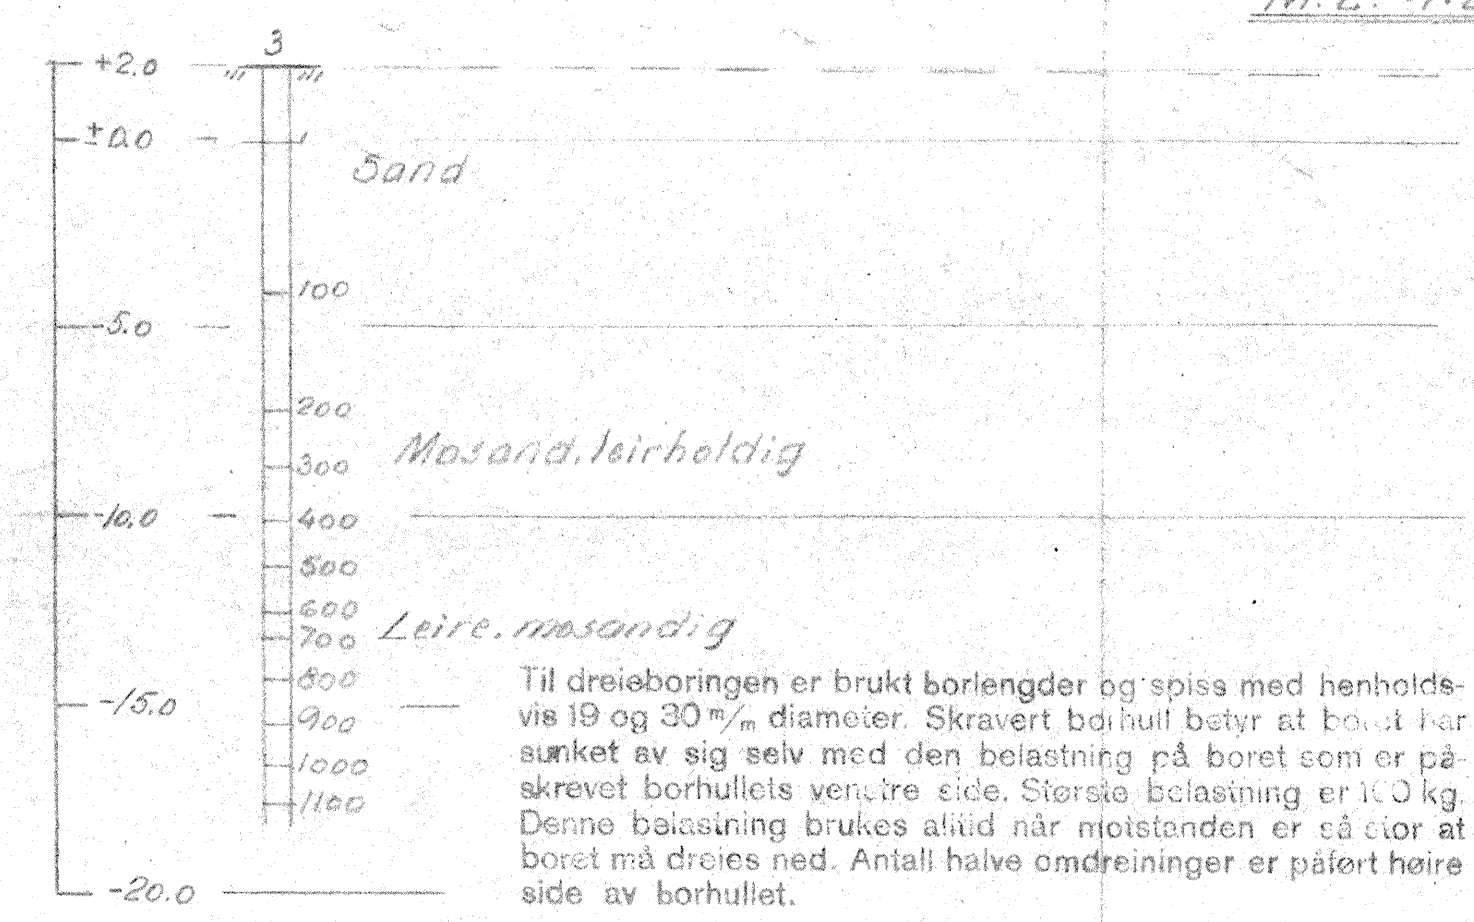 3
+2.0
±0.0
Sand
100
-5.0
200
Mosand, leirholdig
300
-10.0
400
500
600
Leire, mosandig
700
800
-15.0
900
1000
1100
-20.0
Til dreieboringen er brukt borlengder og spiss med henholds-
vis 19 og 30 m/m diameter. Skravert borhull betyr at boret har
sunket av sig selv med den belastning på boret som er på-
skrevet borhullets venstre side. Største belastning er 100 kg.
Denne belastning brukes alltid når motstanden er så stor at
boret må dreies ned. Antall halve omdreininger er påført høire
side av borhullet.